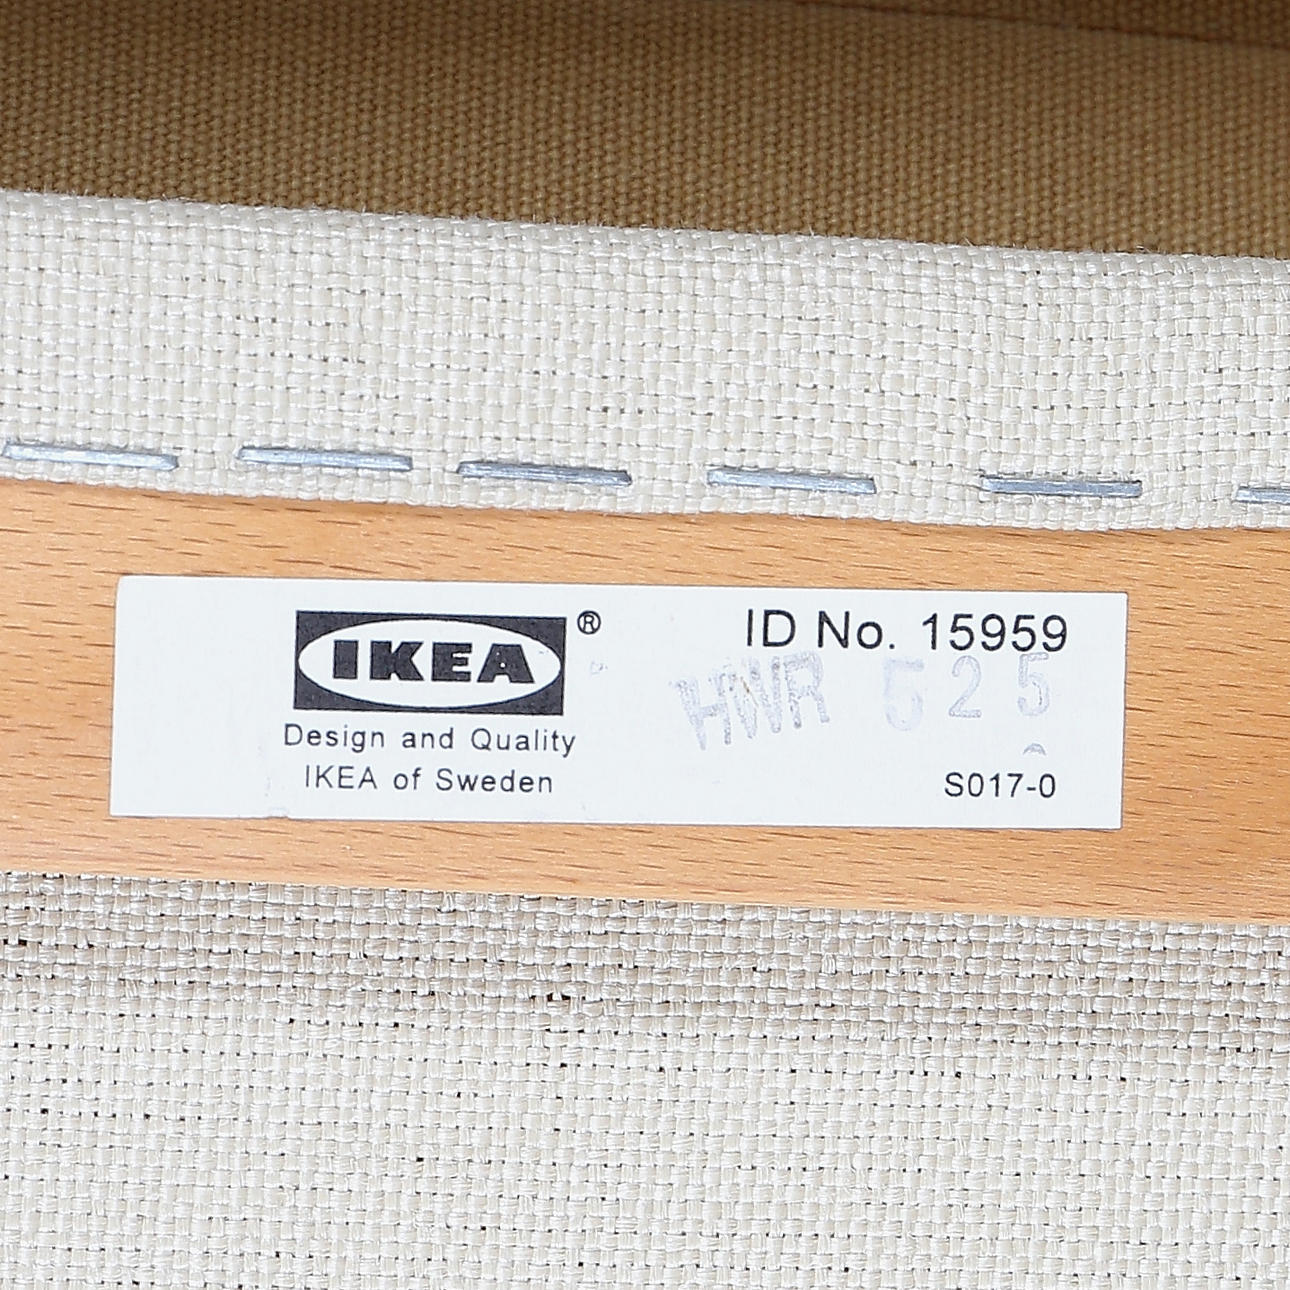 IKEA®
Design and Quality
IKEA of Sweden
ID No. 15959
HWR 525
S017-0